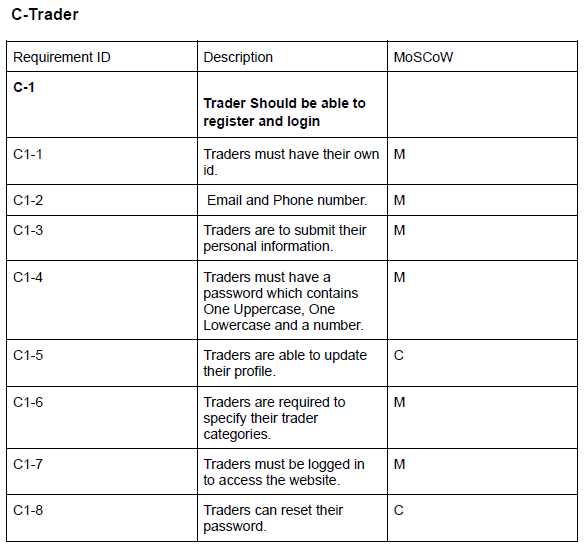 C-Trader
Requirement ID Description MoSCoW
C-1
Trader Should be able to
register and login
C1-1 Traders must have their own M
id.
C1-2 Email and Phone number. M
C1-3 Traders are to submit their M
personal information.
C1-4 Traders must have a M
password which contains
One Uppercase, One
Lowercase and a number.
C1-5 Traders are able to update C
their profile.
C1-6 Traders are required to M
specify their trader
categories.
C1-7 Traders must be logged in M
to access the website.
C1-8 Traders can reset their C
password.